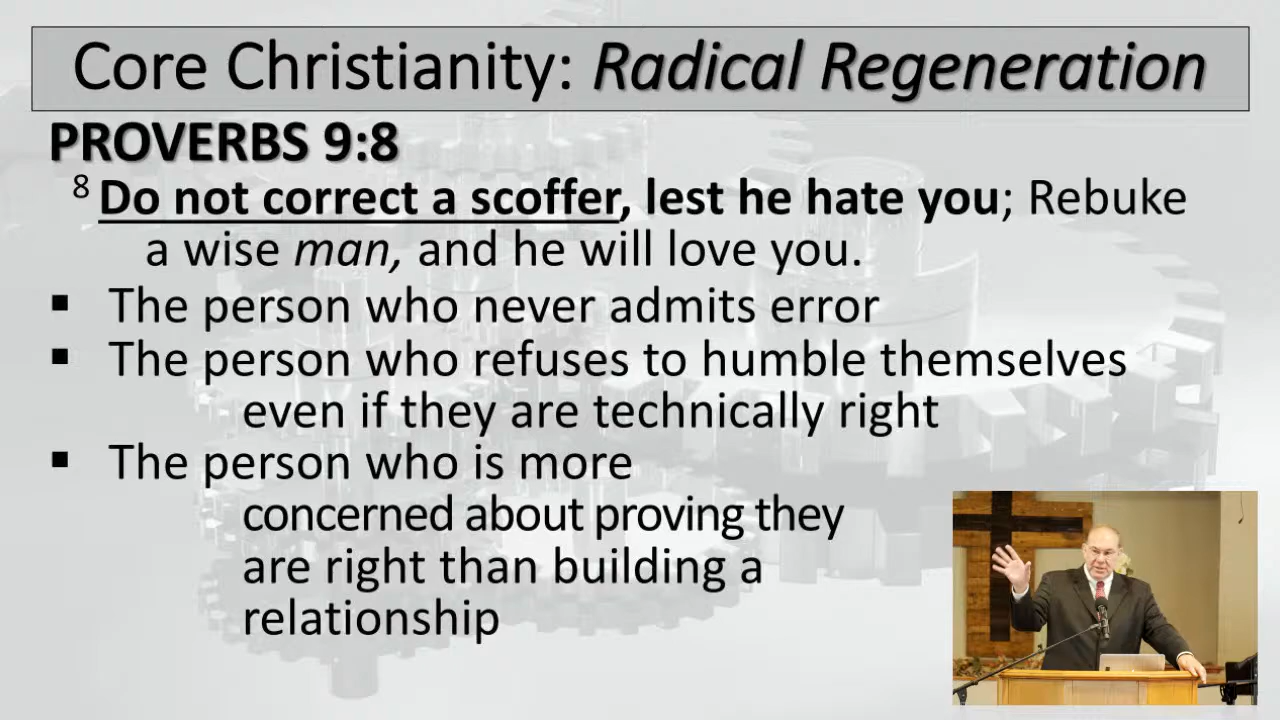 Core Christianity: Radical Regeneration
PROVERBS 9:8
8 Do not correct a scoffer, lest he hate you; Rebuke
a wise man, and he will love you.
▪ The person who never admits error
▪ The person who refuses to humble themselves
even if they are technically right
▪ The person who is more
concerned about proving they
are right than building a
relationship